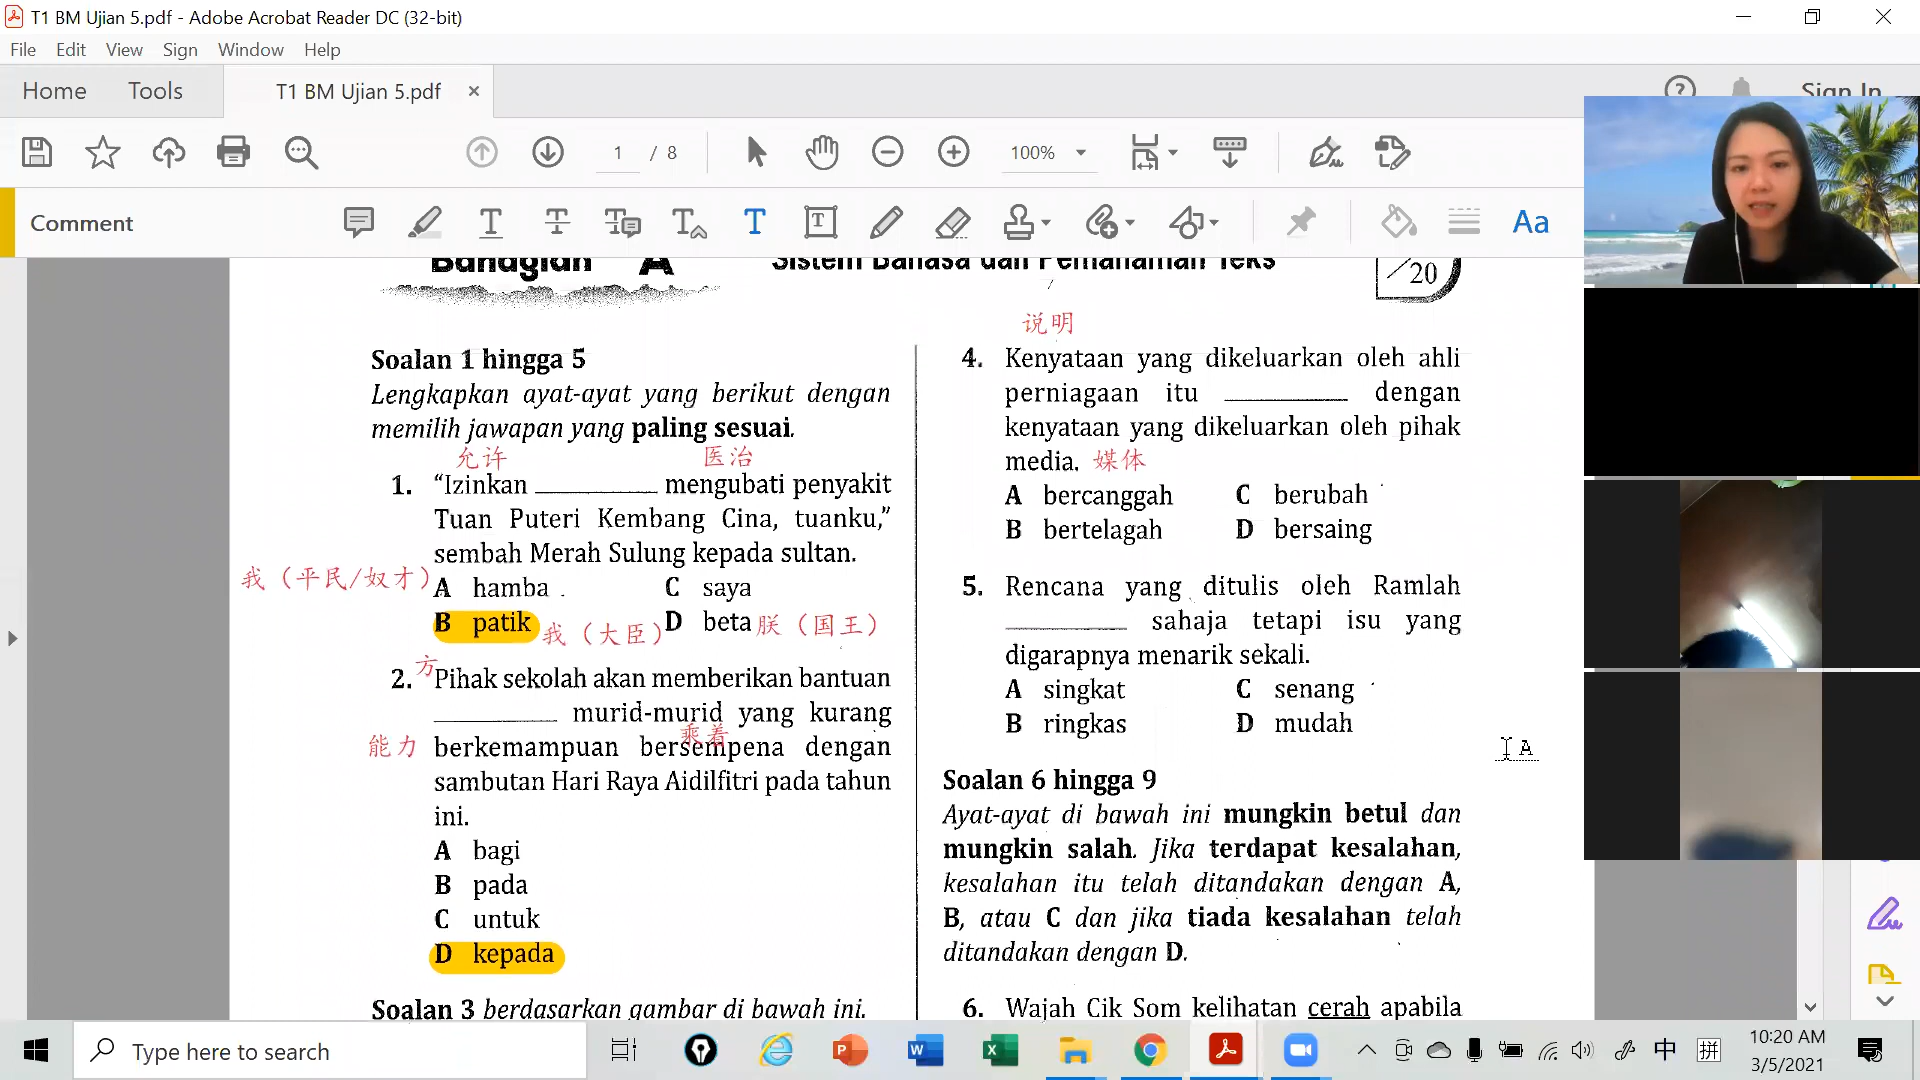 T1 BM Ujian 5.pdf - Adobe Acrobat Reader DC (32-bit)
File Edit View Sign Window Help
Home Tools T1 BM Ujian 5.pdf × ? Sign In
1 / 8 100%
Comment
Aa
Bahagian A Sistem Bahasa dan Pemahaman Teks
/20
Soalan 1 hingga 5
Lengkapkan ayat-ayat yang berikut dengan
memilih jawapan yang paling sesuai.
允许 医治
1. “Izinkan __________ mengubati penyakit
Tuan Puteri Kembang Cina, tuanku,”
sembah Merah Sulung kepada sultan.
我（平民/奴才） A hamba C saya
B patik 我（大臣） D beta 朕（国王）
方
2. Pihak sekolah akan memberikan bantuan
__________ murid-murid yang kurang
乘着
能力 berkemampuan bersempena dengan
sambutan Hari Raya Aidilfitri pada tahun
ini.
A bagi
B pada
C untuk
D kepada
Soalan 3 berdasarkan gambar di bawah ini.
说明
4. Kenyataan yang dikeluarkan oleh ahli
perniagaan itu __________ dengan
kenyataan yang dikeluarkan oleh pihak
media. 媒体
A bercanggah C berubah
B bertelagah D bersaing
5. Rencana yang ditulis oleh Ramlah
__________ sahaja tetapi isu yang
digarapnya menarik sekali.
A singkat C senang
B ringkas D mudah
Soalan 6 hingga 9
Ayat-ayat di bawah ini mungkin betul dan
mungkin salah. Jika terdapat kesalahan,
kesalahan itu telah ditandakan dengan A,
B, atau C dan jika tiada kesalahan telah
ditandakan dengan D.
6. Wajah Cik Som kelihatan cerah apabila
Type here to search
中 拼
10:20 AM
3/5/2021